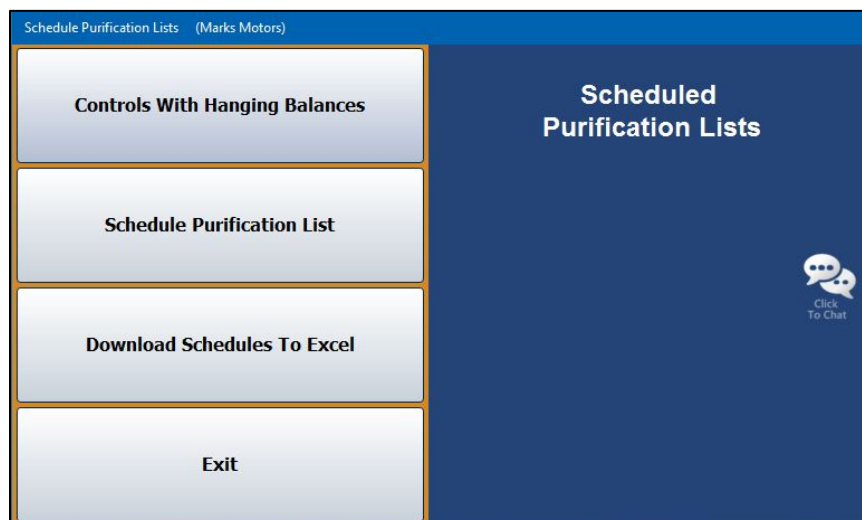 Schedule Purification Lists (Marks Motors)
Controls With Hanging Balances
Schedule Purification List
Download Schedules To Excel
Exit
Scheduled
Purification Lists
Click
To Chat